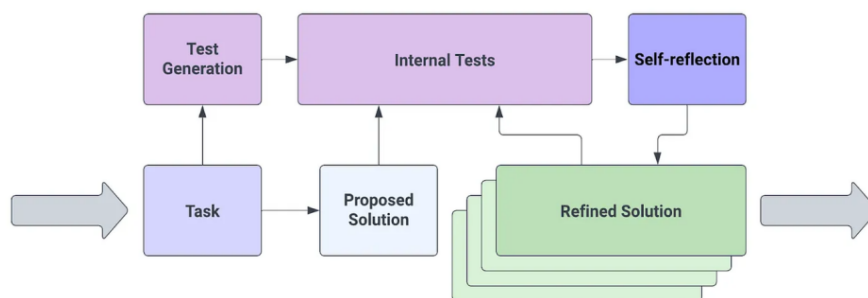 Test
Generation
Internal Tests
Self-reflection
Task
Proposed
Solution
Refined Solution